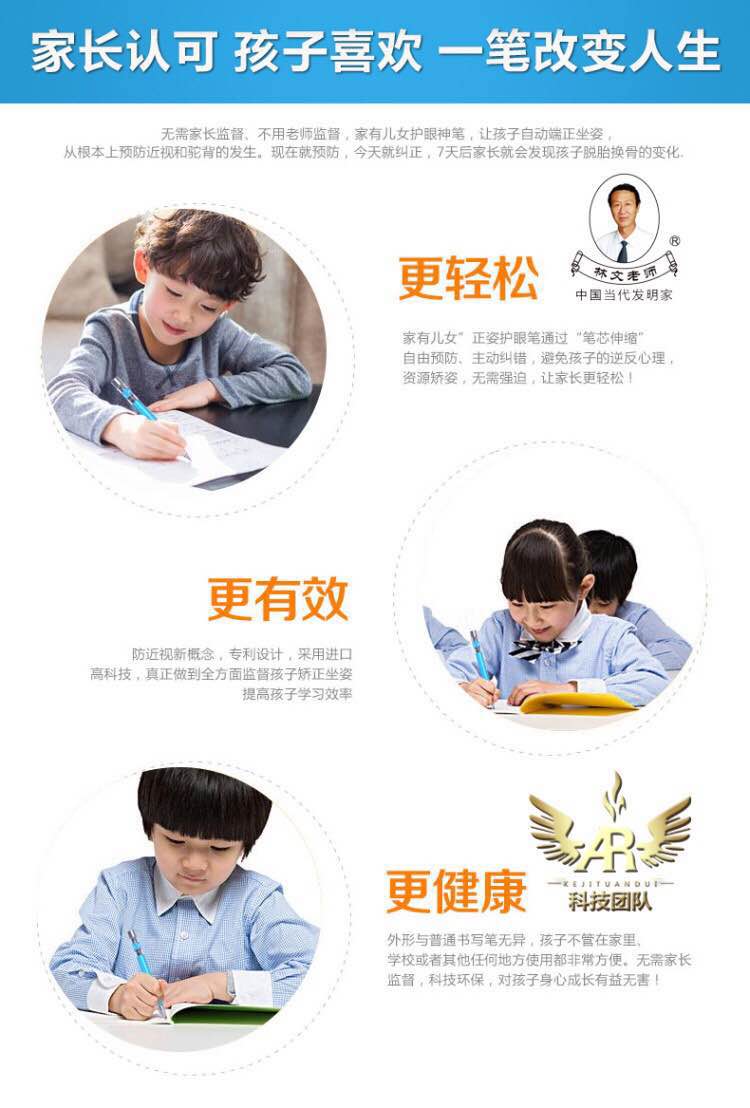 家长认可 孩子喜欢 一笔改变人生
无需家长监督、不用老师监督，家有儿女护眼神笔，让孩子自动端正坐姿，
从根本上预防近视和驼背的发生。现在就预防，今天就纠正，7天后家长就会发现孩子脱胎换骨的变化.
林文老师
®
中国当代发明家
更轻松
家有儿女”正姿护眼笔通过“笔芯伸缩”
自由预防、主动纠错，避免孩子的逆反心理，
资源矫姿，无需强迫，让家长更轻松！
更有效
防近视新概念，专利设计，采用进口
高科技，真正做到全方面监督孩子矫正坐姿
提高孩子学习效率
AR
KEJITUANDUI
科技团队
更健康
外形与普通书写笔无异，孩子不管在家里、
学校或者其他任何地方使用都非常方便。无需家长
监督，科技环保，对孩子身心成长有益无害！